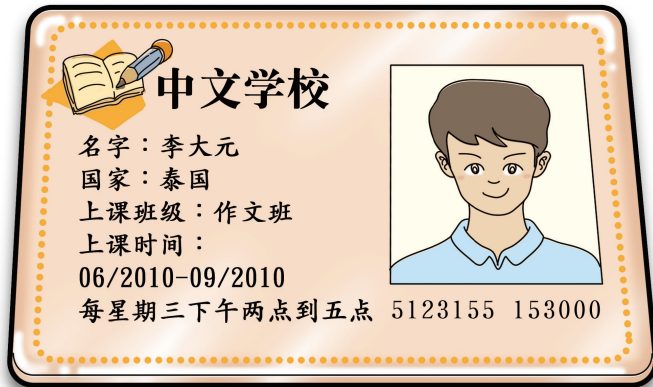 中文学校
名字：李大元
国家：泰国
上课班级：作文班
上课时间：
06/2010-09/2010
每星期三下午两点到五点 5123155 153000